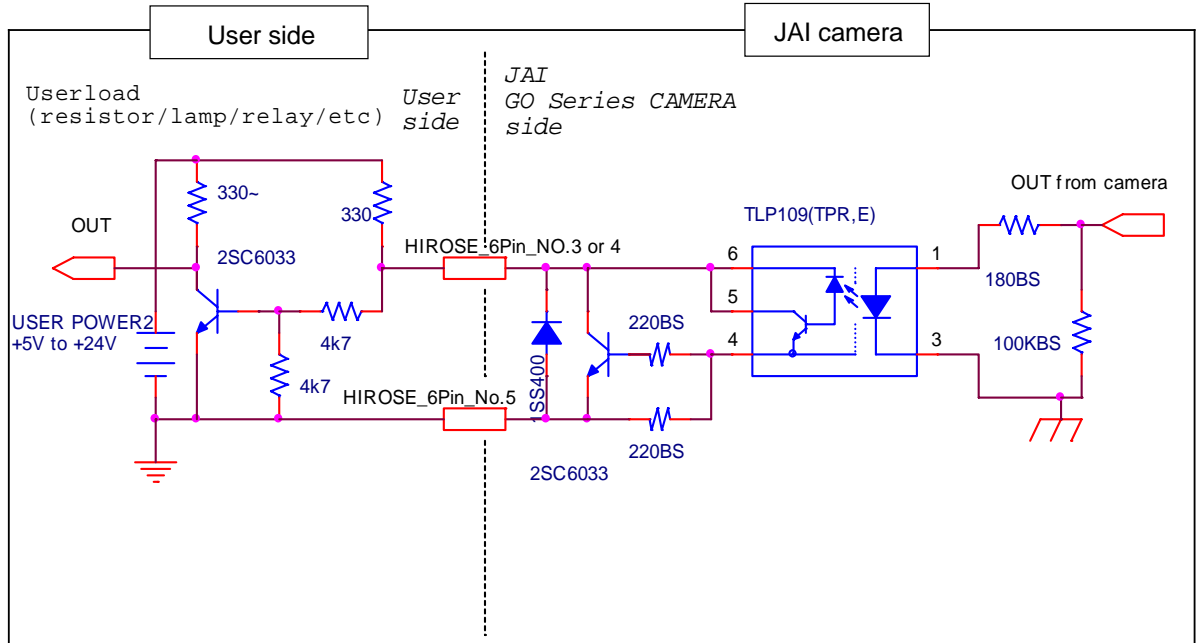 User side
JAI camera
Userload
(resistor/lamp/relay/etc)
User
side
JAI
GO Series CAMERA
side
330~
330
OUT
2SC6033
USER POWER2
+5V to +24V
4k7
4k7
HIROSE_6Pin_NO.3 or 4
HIROSE_6Pin_No.5
1SS400
220BS
220BS
2SC6033
TLP109(TPR,E)
6
5
4
1
3
OUT from camera
180BS
100KBS